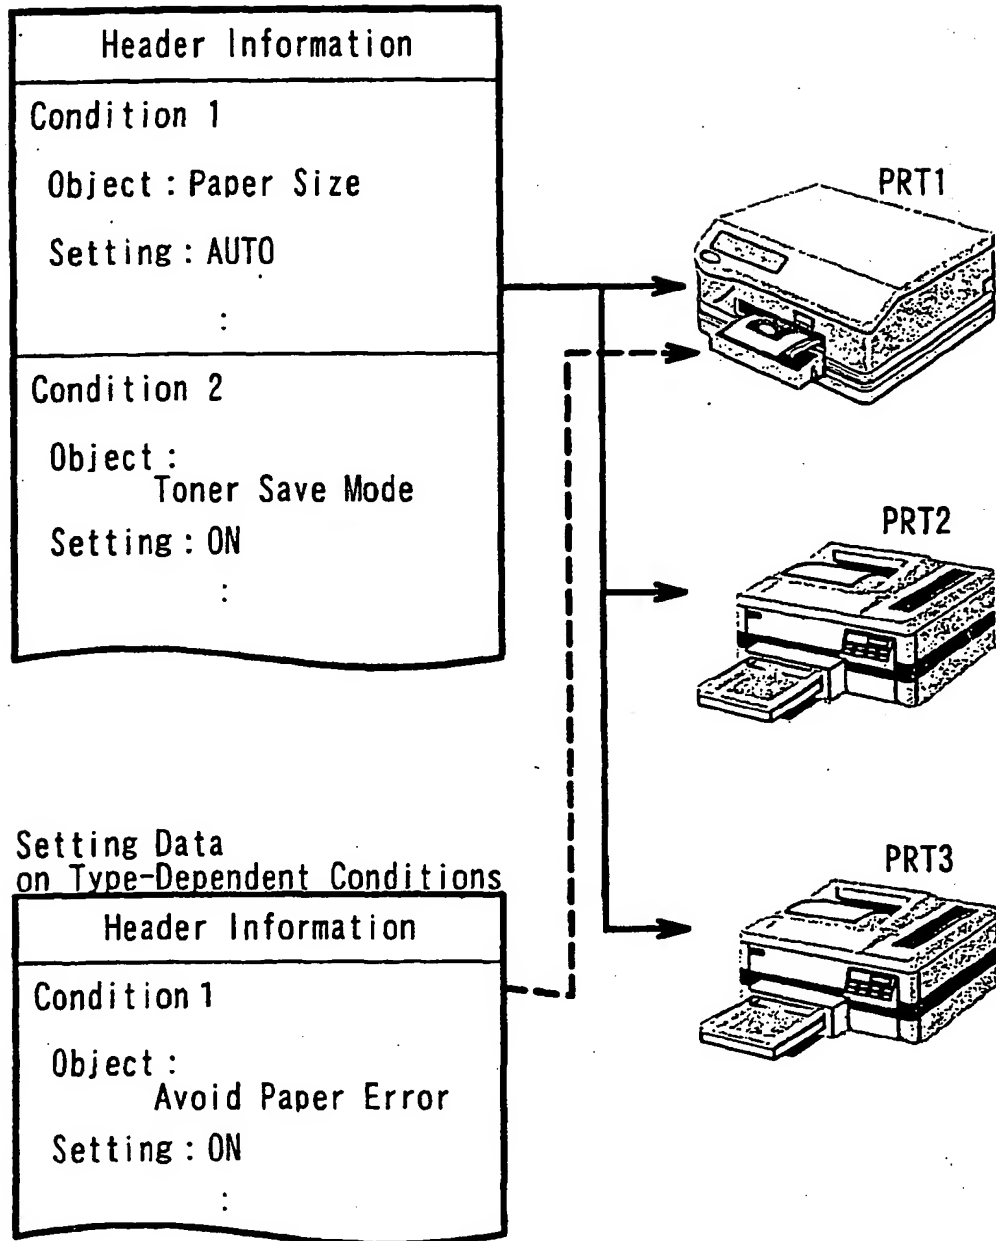 Header Information
Condition 1
Object : Paper Size
Setting : AUTO
:
Condition 2
Object :
Toner Save Mode
Setting : ON
:
PRT1
PRT2
PRT3
Setting Data
on Type-Dependent Conditions
Header Information
Condition 1
Object :
Avoid Paper Error
Setting : ON
: